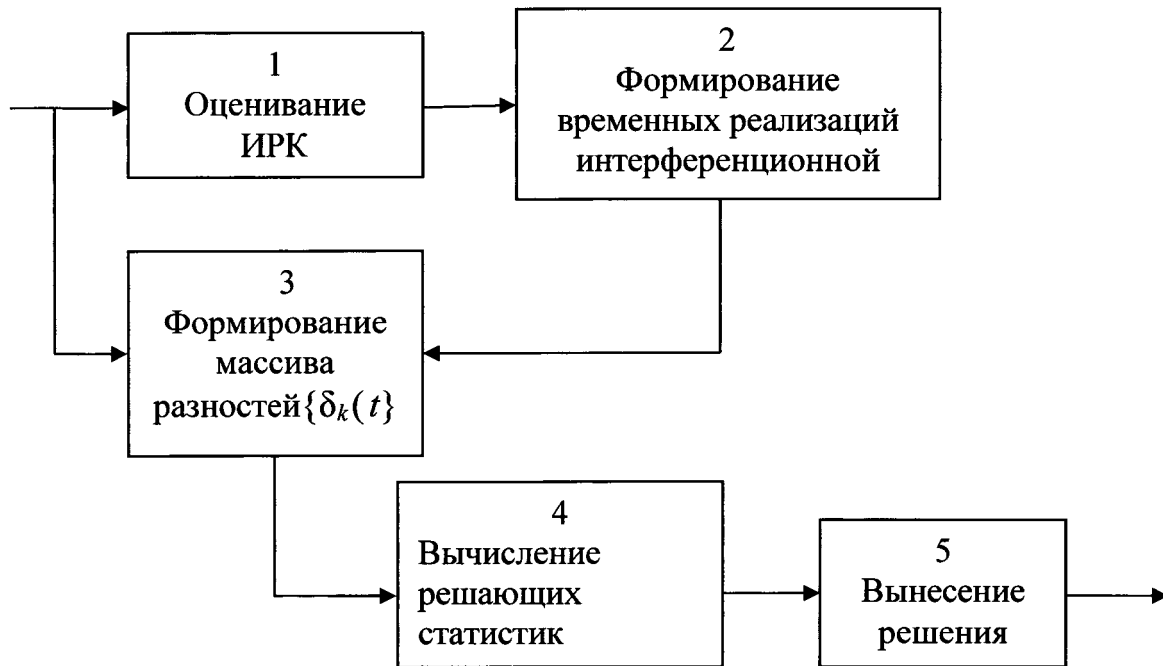 1
Оценивание
ИРК
2
Формирование
временных реализаций
интерференционной
3
Формирование
массива
разностей{δₖ(t}
4
Вычисление
решающих
статистик
5
Вынесение
решения